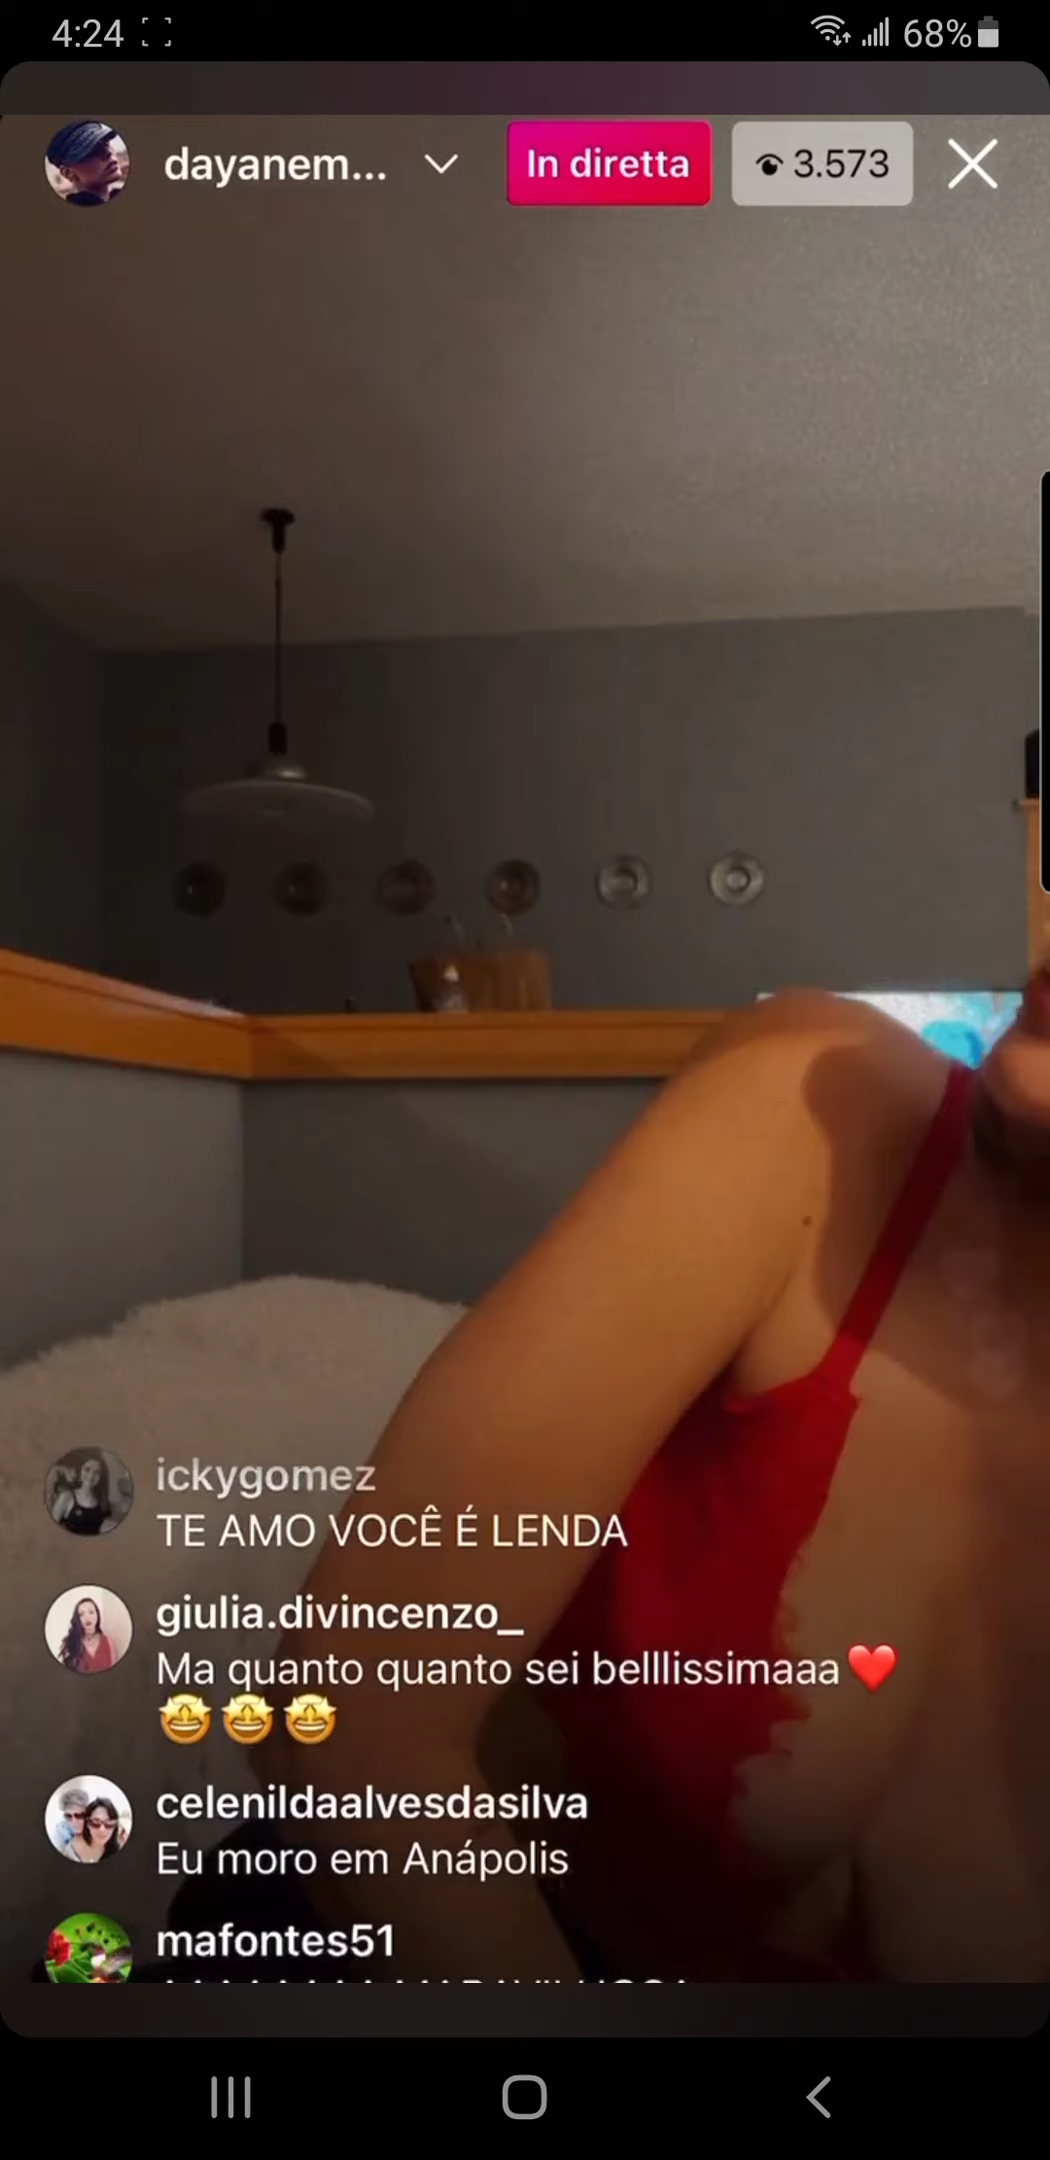 4:24
68%
dayanem...
In diretta
3.573
ickygomez
TE AMO VOCÊ É LENDA
giulia.divincenzo_
Ma quanto quanto sei belllissimaaa❤️
🤩🤩🤩
celenildaalvesdasilva
Eu moro em Anápolis
mafontes51